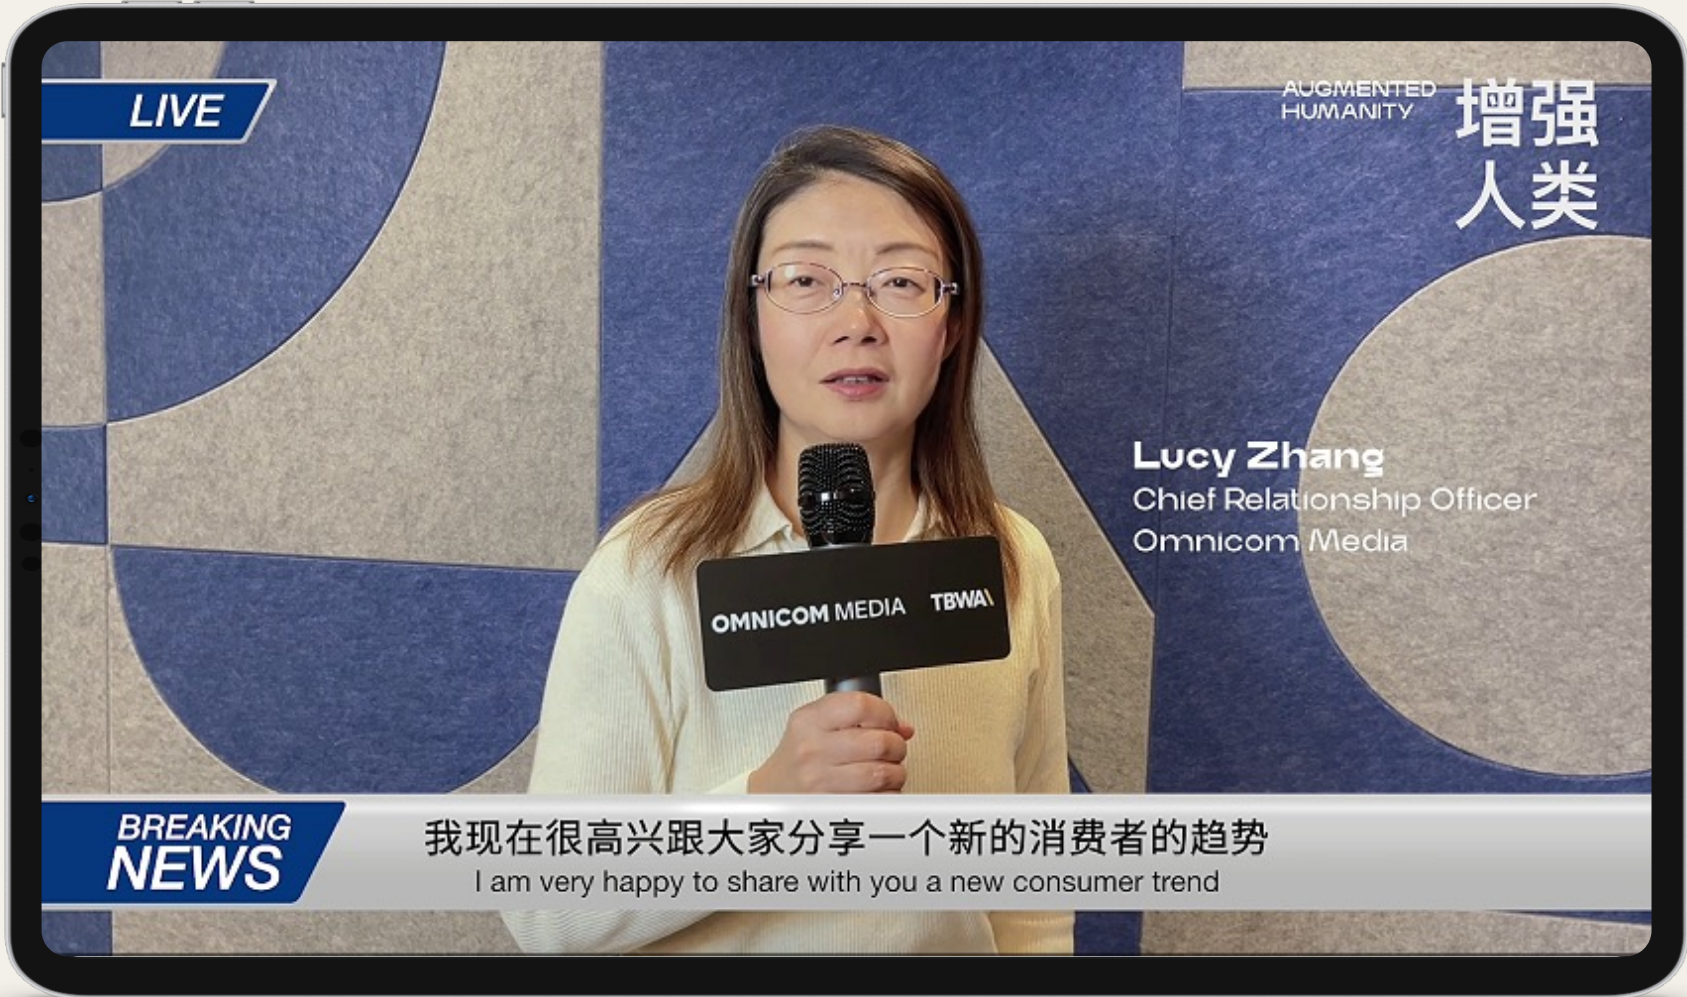 LIVE
AUGMENTED
HUMANITY
增强
人类
Lucy Zhang
Chief Relationship Officer
Omnicom Media
OMNICOM MEDIA TBWA\
BREAKING
NEWS
我现在很高兴跟大家分享一个新的消费者的趋势
I am very happy to share with you a new consumer trend